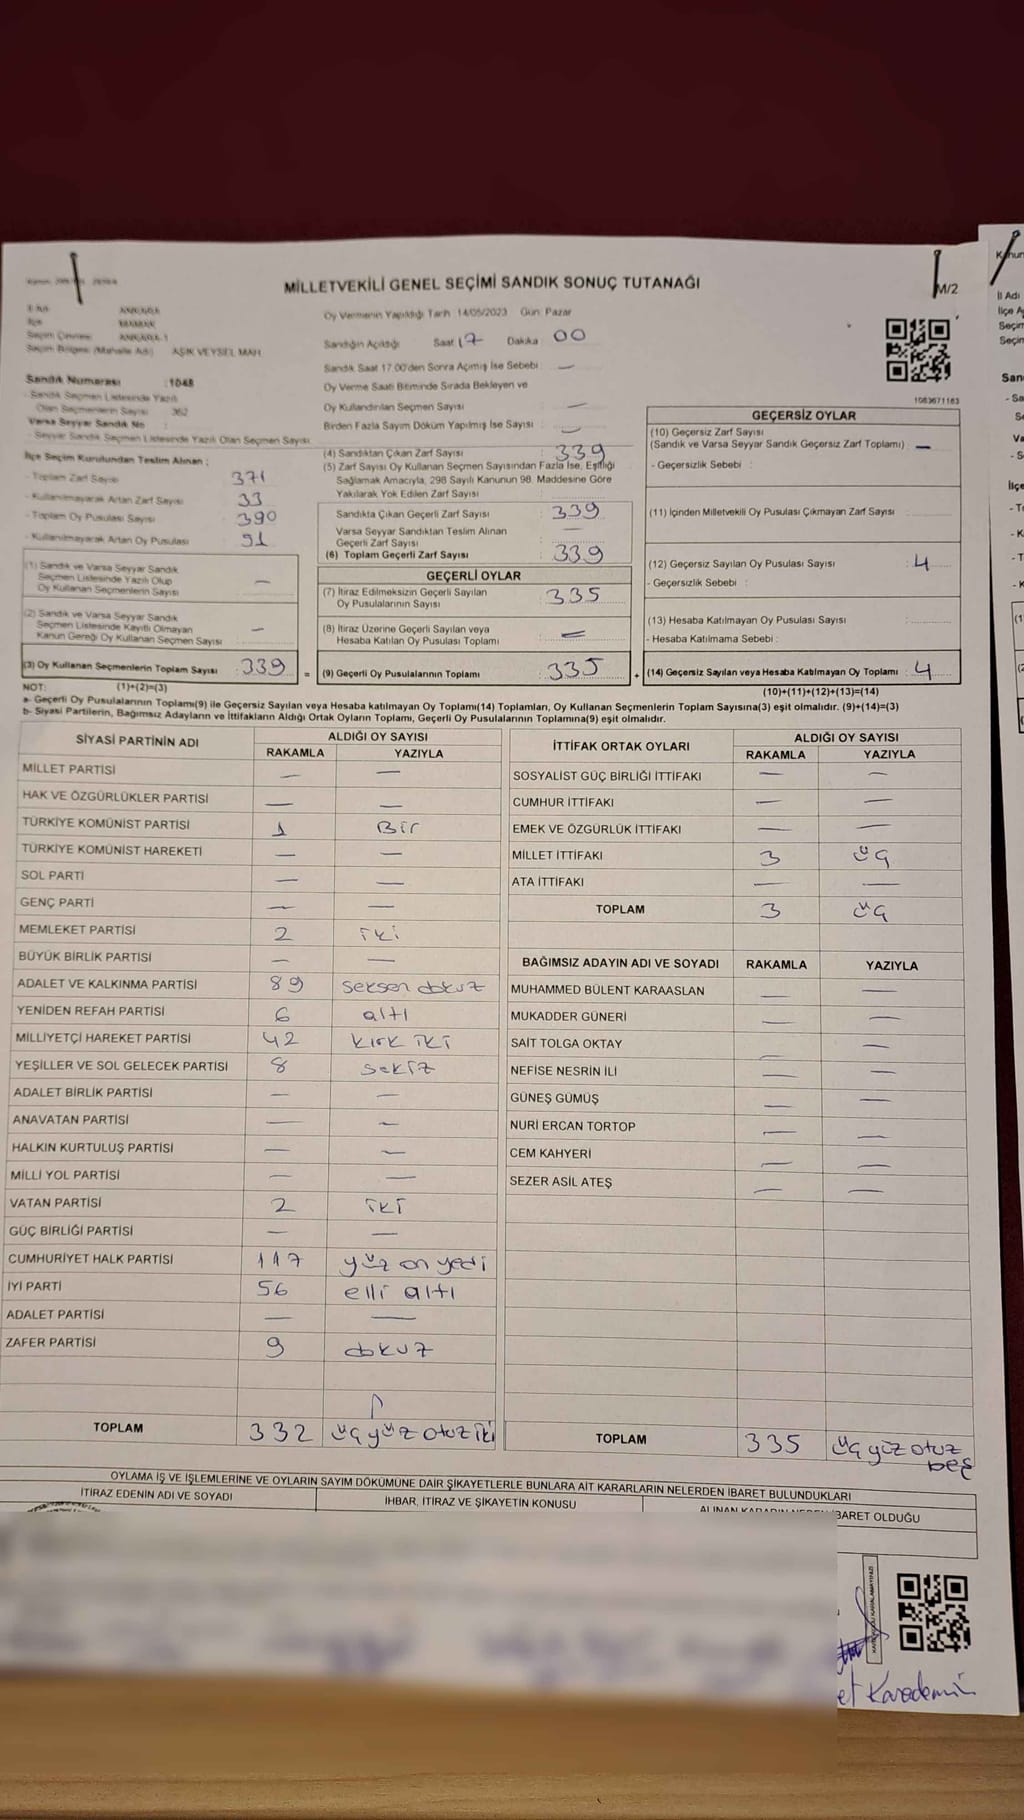 MİLLETVEKİLİ GENEL SEÇİMİ SANDIK SONUÇ TUTANAĞI
M/2
İlçe MAMAK
Seçim Çevresi ANKARA 1
Seçim Bölgesi (Mahalle Adı) : AŞIK VEYSEL MAH.
Sandık Numarası : 1048
- Sandık Seçmen Listesinde Yazılı
Olan Seçmenlerin Sayısı 362
Varsa Seyyar Sandık No :
- Seyyar Sandık Seçmen Listesinde Yazılı Olan Seçmen Sayısı:
İlçe Seçim Kurulundan Teslim Alınan :
- Toplam Zarf Sayısı : 371
- Kullanılmayarak Artan Zarf Sayısı : 33
- Toplam Oy Pusulası Sayısı : 390
- Kullanılmayarak Artan Oy Pusulası : 91
(1) Sandık ve Varsa Seyyar Sandık
Seçmen Listesinde Yazılı Olup
Oy Kullanan Seçmenlerin Sayısı : —
(2) Sandık ve Varsa Seyyar Sandık
Seçmen Listesinde Kayıtlı Olmayan
Kanun Gereği Oy Kullanan Seçmen Sayısı : —
(3) Oy Kullanan Seçmenlerin Toplam Sayısı : 339
Oy Vermenin Yapıldığı Tarih 14/05/2023 Gün: Pazar
Sandığın Açıldığı Saat 17 Dakika 00
Sandık Saat 17.00'den Sonra Açılmış İse Sebebi : —
Oy Verme Saati Bitiminde Sırada Bekleyen ve
Oy Kullandırılan Seçmen Sayısı : —
Birden Fazla Sayım Döküm Yapılmış İse Sayısı : —
(4) Sandıktan Çıkan Zarf Sayısı : 339
(5) Zarf Sayısı Oy Kullanan Seçmen Sayısından Fazla İse, Eşitliği
Sağlamak Amacıyla, 298 Sayılı Kanunun 98. Maddesine Göre
Yakılarak Yok Edilen Zarf Sayısı :
Sandıkta Çıkan Geçerli Zarf Sayısı : 339
Varsa Seyyar Sandıktan Teslim Alınan
Geçerli Zarf Sayısı : —
(6) Toplam Geçerli Zarf Sayısı : 339
GEÇERLİ OYLAR
(7) İtiraz Edilmeksizin Geçerli Sayılan
Oy Pusulalarının Sayısı : 335
(8) İtiraz Üzerine Geçerli Sayılan veya
Hesaba Katılan Oy Pusulası Toplamı : —
= (9) Geçerli Oy Pusulalarının Toplamı : 335
1083671163
GEÇERSİZ OYLAR
(10) Geçersiz Zarf Sayısı
(Sandık ve Varsa Seyyar Sandık Geçersiz Zarf Toplamı) : —
- Geçersizlik Sebebi :
(11) İçinden Milletvekili Oy Pusulası Çıkmayan Zarf Sayısı :
(12) Geçersiz Sayılan Oy Pusulası Sayısı : 4
- Geçersizlik Sebebi :
(13) Hesaba Katılmayan Oy Pusulası Sayısı :
- Hesaba Katılmama Sebebi :
+ (14) Geçersiz Sayılan veya Hesaba Katılmayan Oy Toplamı : 4
NOT: (1)+(2)=(3) (10)+(11)+(12)+(13)=(14)
a- Geçerli Oy Pusulalarının Toplamı(9) ile Geçersiz Sayılan veya Hesaba katılmayan Oy Toplamı(14) Toplamları, Oy Kullanan Seçmenlerin Toplam Sayısına(3) eşit olmalıdır. (9)+(14)=(3)
b- Siyasi Partilerin, Bağımsız Adayların ve İttifakların Aldığı Ortak Oyların Toplamı, Geçerli Oy Pusulalarının Toplamına(9) eşit olmalıdır.
SİYASİ PARTİNİN ADI ALDIĞI OY SAYISI
RAKAMLA YAZIYLA
MİLLET PARTİSİ — —
HAK VE ÖZGÜRLÜKLER PARTİSİ — —
TÜRKİYE KOMÜNİST PARTİSİ 1 Bir
TÜRKİYE KOMÜNİST HAREKETİ — —
SOL PARTİ — —
GENÇ PARTİ — —
MEMLEKET PARTİSİ 2 iki
BÜYÜK BİRLİK PARTİSİ — —
ADALET VE KALKINMA PARTİSİ 89 seksen dokuz
YENİDEN REFAH PARTİSİ 6 altı
MİLLİYETÇİ HAREKET PARTİSİ 42 kırk iki
YEŞİLLER VE SOL GELECEK PARTİSİ 8 sekiz
ADALET BİRLİK PARTİSİ — —
ANAVATAN PARTİSİ — —
HALKIN KURTULUŞ PARTİSİ — —
MİLLİ YOL PARTİSİ — —
VATAN PARTİSİ 2 iki
GÜÇ BİRLİĞİ PARTİSİ — —
CUMHURİYET HALK PARTİSİ 117 yüz on yedi
İYİ PARTİ 56 elli altı
ADALET PARTİSİ — —
ZAFER PARTİSİ 9 dokuz
TOPLAM 332 üç yüz otuz iki
İTTİFAK ORTAK OYLARI ALDIĞI OY SAYISI
RAKAMLA YAZIYLA
SOSYALİST GÜÇ BİRLİĞİ İTTİFAKI — —
CUMHUR İTTİFAKI — —
EMEK VE ÖZGÜRLÜK İTTİFAKI — —
MİLLET İTTİFAKI 3 üç
ATA İTTİFAKI — —
TOPLAM 3 üç
BAĞIMSIZ ADAYIN ADI VE SOYADI RAKAMLA YAZIYLA
MUHAMMED BÜLENT KARAASLAN — —
MUKADDER GÜNERİ — —
SAİT TOLGA OKTAY — —
NEFİSE NESRİN İLİ — —
GÜNEŞ GÜMÜŞ — —
NURİ ERCAN TORTOP — —
CEM KAHYERİ — —
SEZER ASİL ATEŞ — —
TOPLAM 335 üç yüz otuz beş
OYLAMA İŞ VE İŞLEMLERİNE VE OYLARIN SAYIM DÖKÜMÜNE DAİR ŞİKAYETLERLE BUNLARA AİT KARARLARIN NELERDEN İBARET BULUNDUKLARI
İTİRAZ EDENİN ADI VE SOYADI İHBAR, İTİRAZ VE ŞİKAYETİN KONUSU ALINAN KARARIN NEDEN İBARET OLDUĞU
Karademir
İl Adı
İlçe A
Seçim
Seçim